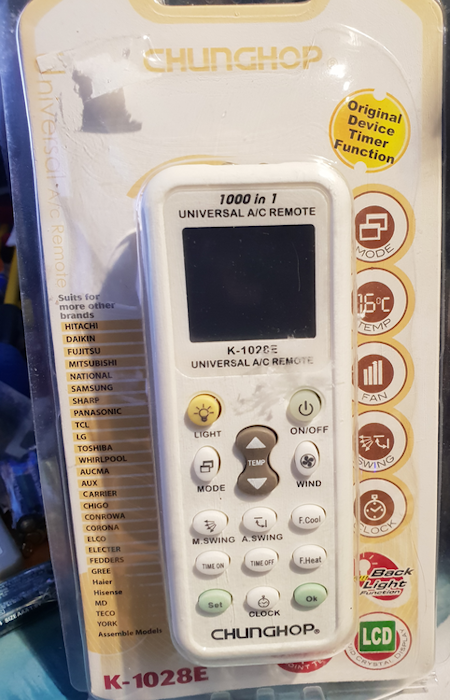 CHUNGHOP
Universal A/C Remote
Original
Device
Timer
Function
1000 in 1
UNIVERSAL A/C REMOTE
K-1028E
UNIVERSAL A/C REMOTE
LIGHT
ON/OFF
TEMP
MODE
WIND
M.SWING
A.SWING
F.Cool
TIME ON
TIME OFF
F.Heat
Set
CLOCK
Ok
CHUNGHOP®
Suits for
more other
brands
HITACHI
DAIKIN
FUJITSU
MITSUBISHI
NATIONAL
SAMSUNG
SHARP
PANASONIC
TCL
LG
TOSHIBA
WHIRLPOOL
AUCMA
AUX
CARRIER
CHIGO
CONROWA
CORONA
ELCO
ELECTER
FEDDERS
GREE
Haier
Hisense
MD
TECO
YORK
Assemble Models
K-1028E
MODE
TEMP
FAN
SWING
CLOCK
Back
Light
Function
LCD